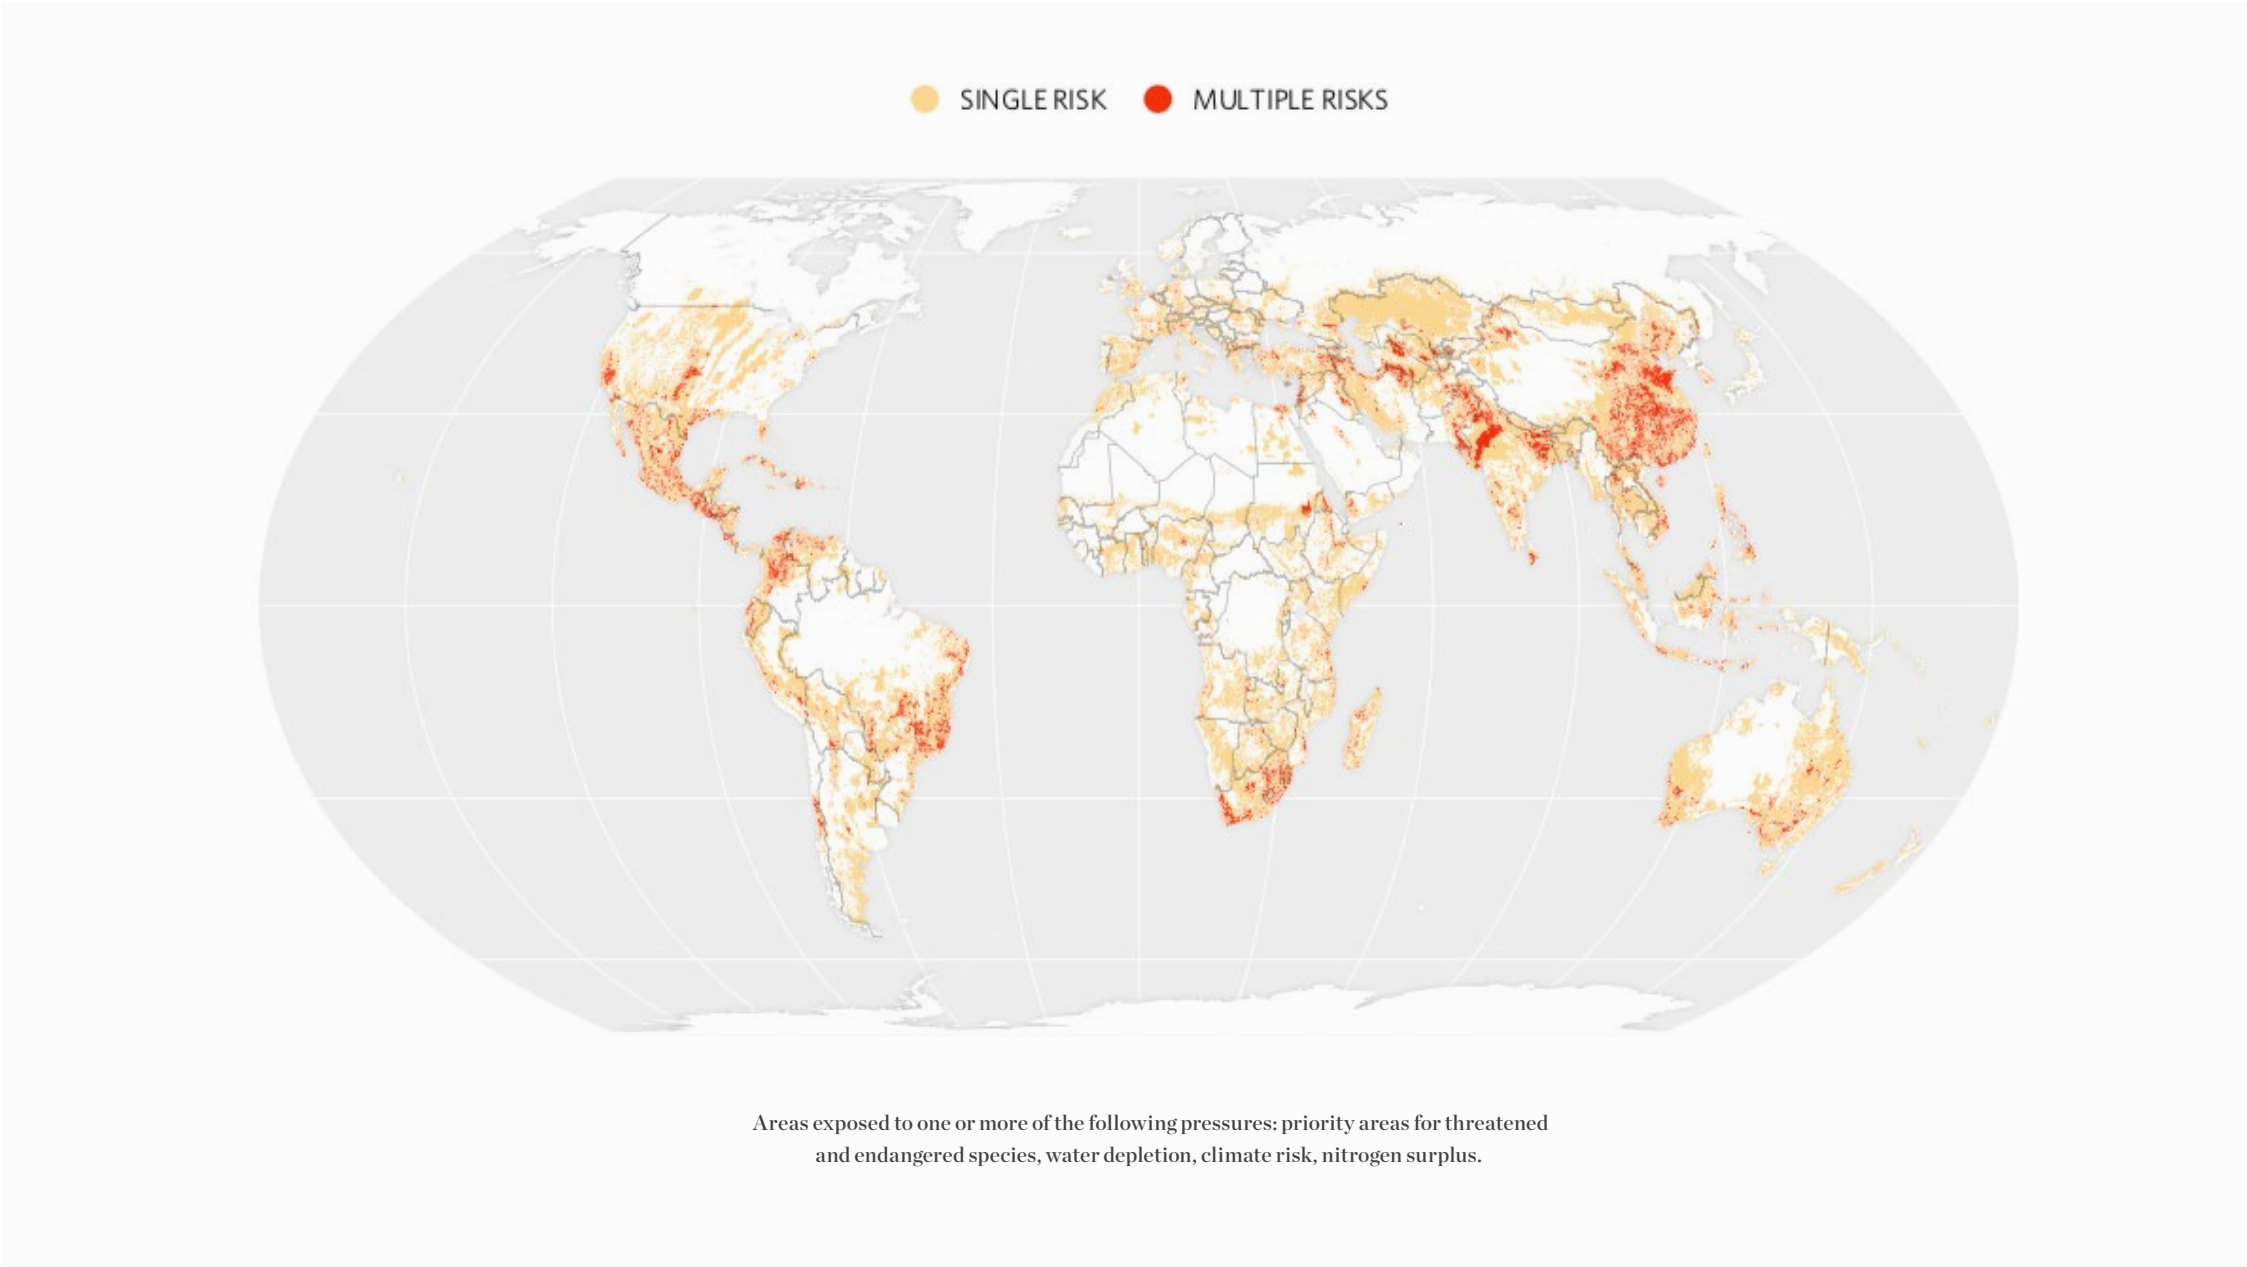 SINGLE RISK MULTIPLE RISKS
Areas exposed to one or more of the following pressures: priority areas for threatened
and endangered species, water depletion, climate risk, nitrogen surplus.